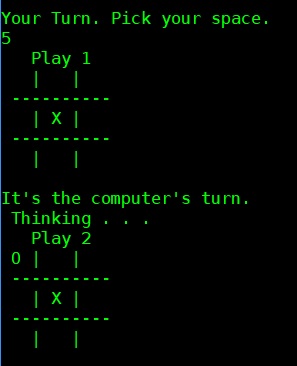 Your Turn. Pick your space.
5
   Play 1
   |   |
 ----------
   | X |
 ----------
   |   |

It's the computer's turn.
 Thinking . . .
   Play 2
 O |   |
 ----------
   | X |
 ----------
   |   |